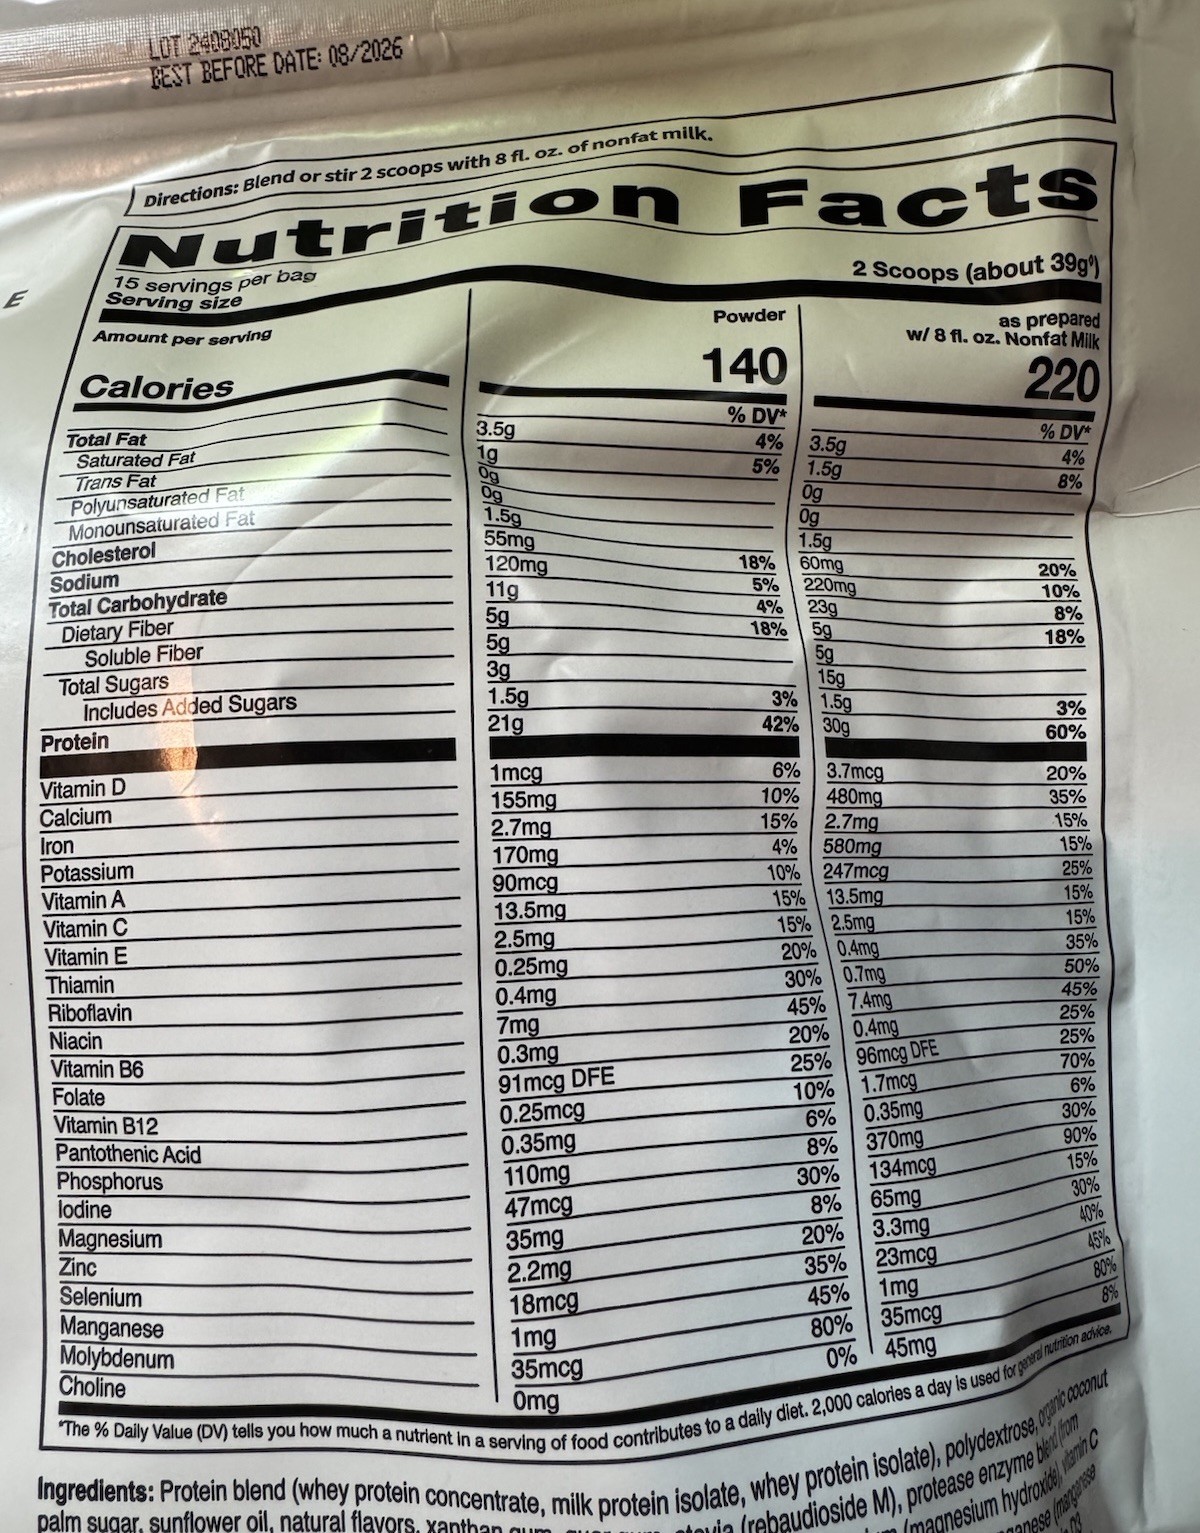 LOT 2408050
BEST BEFORE DATE: 08/2026
E
Directions: Blend or stir 2 scoops with 8 fl. oz. of nonfat milk.
Nutrition Facts
15 servings per bag
Serving size 2 Scoops (about 39g°)
Amount per serving Powder as prepared
w/ 8 fl. oz. Nonfat Milk
Calories 140 220
% DV* % DV*
Total Fat 3.5g 4% 3.5g 4%
Saturated Fat 1g 5% 1.5g 8%
Trans Fat 0g 0g
Polyunsaturated Fat 0g 0g
Monounsaturated Fat 1.5g 1.5g
Cholesterol 55mg 18% 60mg 20%
Sodium 120mg 5% 220mg 10%
Total Carbohydrate 11g 4% 23g 8%
Dietary Fiber 5g 18% 5g 18%
Soluble Fiber 5g 5g
Total Sugars 3g 15g
Includes Added Sugars 1.5g 3% 1.5g 3%
Protein 21g 42% 30g 60%
Vitamin D 1mcg 6% 3.7mcg 20%
Calcium 155mg 10% 480mg 35%
Iron 2.7mg 15% 2.7mg 15%
Potassium 170mg 4% 580mg 15%
Vitamin A 90mcg 10% 247mcg 25%
Vitamin C 13.5mg 15% 13.5mg 15%
Vitamin E 2.5mg 15% 2.5mg 15%
Thiamin 0.25mg 20% 0.4mg 35%
Riboflavin 0.4mg 30% 0.7mg 50%
Niacin 7mg 45% 7.4mg 45%
Vitamin B6 0.3mg 20% 0.4mg 25%
Folate 91mcg DFE 25% 96mcg DFE 25%
Vitamin B12 0.25mcg 10% 1.7mcg 70%
Pantothenic Acid 0.35mg 6% 0.35mg 6%
Phosphorus 110mg 8% 370mg 30%
Iodine 47mcg 30% 134mcg 90%
Magnesium 35mg 8% 65mg 15%
Zinc 2.2mg 20% 3.3mg 30%
Selenium 18mcg 35% 23mcg 40%
Manganese 1mg 45% 1mg 45%
Molybdenum 35mcg 80% 35mcg 80%
Choline 0mg 0% 45mg 8%
*The % Daily Value (DV) tells you how much a nutrient in a serving of food contributes to a daily diet. 2,000 calories a day is used for general nutrition advice.
Ingredients: Protein blend (whey protein concentrate, milk protein isolate, whey protein isolate), polydextrose, organic coconut
palm sugar, sunflower oil, natural flavors, xanthan gum, (rebaudioside M), protease enzyme blend (from
(magnesium hydroxide), vitamin C
(manganese